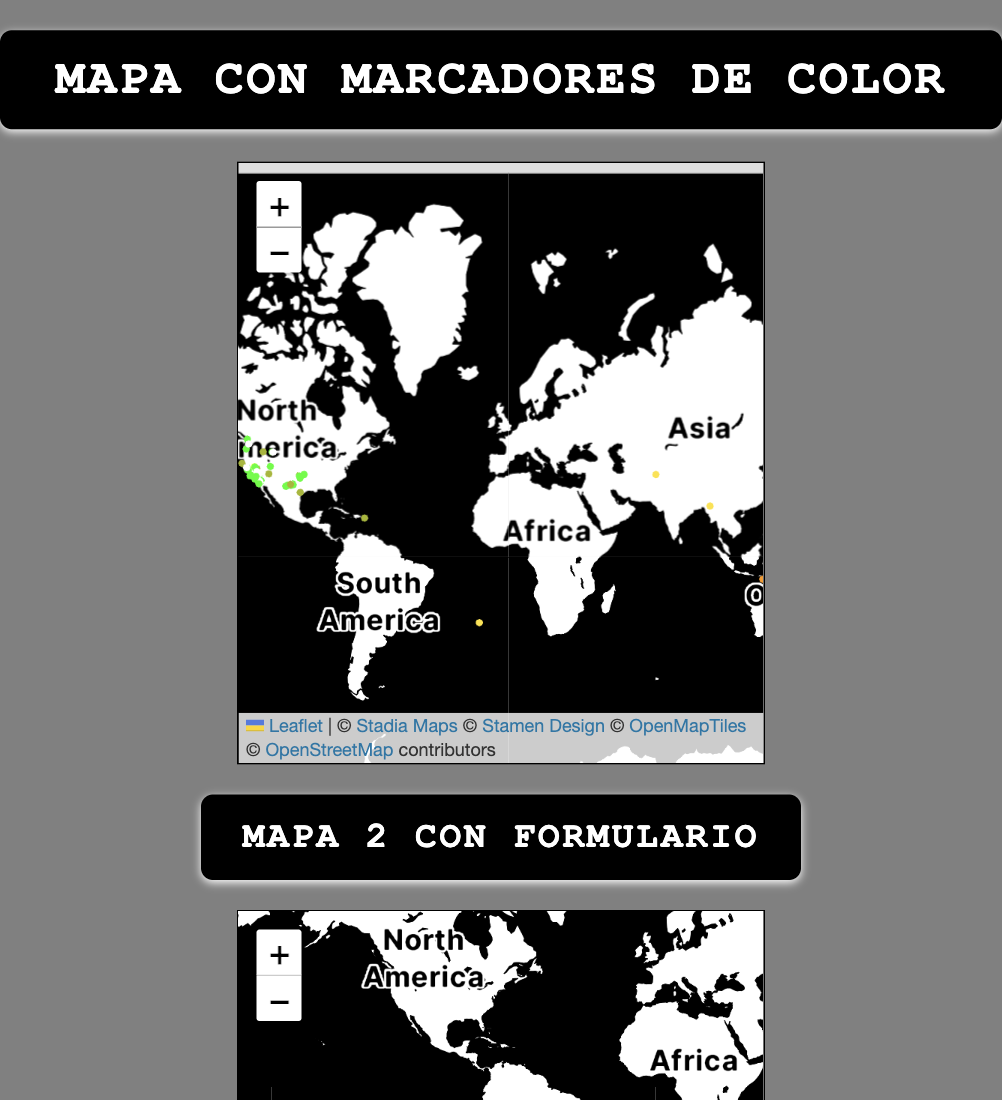 MAPA CON MARCADORES DE COLOR
+
−
North
merica
Asia
Africa
South
America
O
Leaflet | © Stadia Maps © Stamen Design © OpenMapTiles
© OpenStreetMap contributors
MAPA 2 CON FORMULARIO
+
−
North
America
Africa